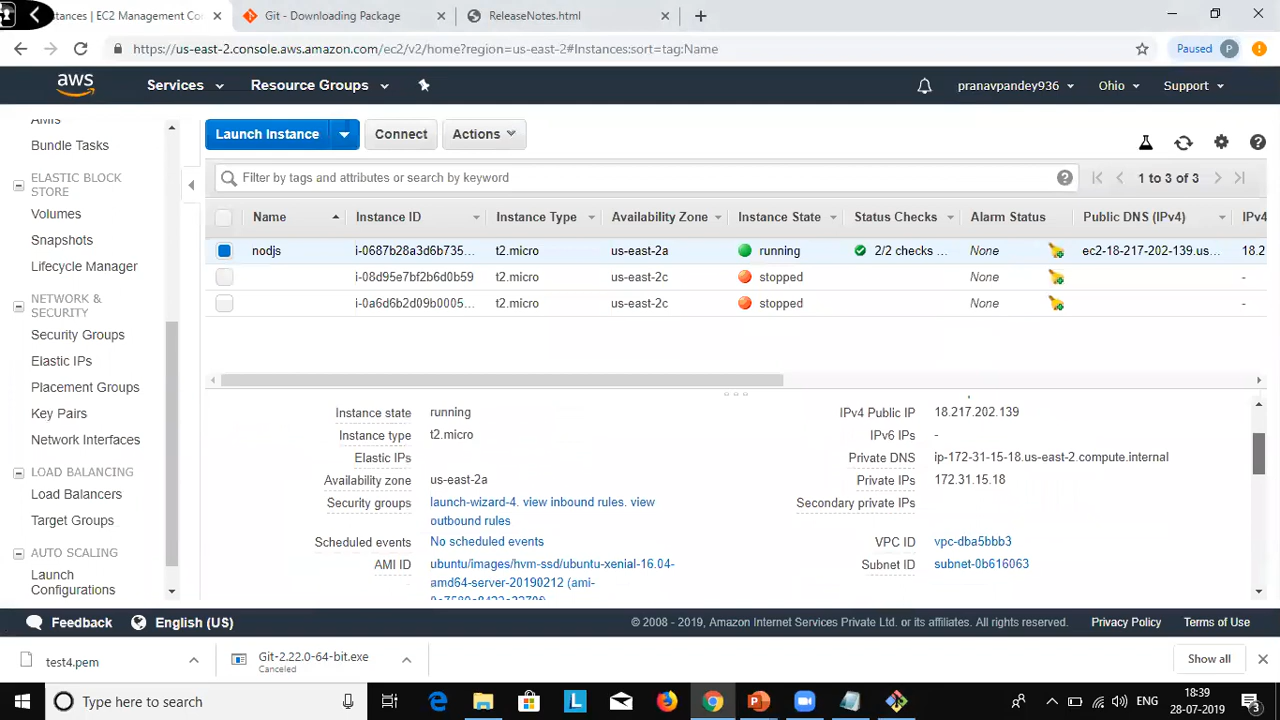 stances | EC2 Management Co
Git - Downloading Package
ReleaseNotes.html
https://us-east-2.console.aws.amazon.com/ec2/v2/home?region=us-east-2#Instances:sort=tag:Name
Paused
P
aws
Services
Resource Groups
pranavpandey936
Ohio
Support
AMIs
Bundle Tasks
ELASTIC BLOCK
STORE
Volumes
Snapshots
Lifecycle Manager
NETWORK &
SECURITY
Security Groups
Elastic IPs
Placement Groups
Key Pairs
Network Interfaces
LOAD BALANCING
Load Balancers
Target Groups
AUTO SCALING
Launch
Configurations
Launch Instance
Connect
Actions
Filter by tags and attributes or search by keyword
1 to 3 of 3
Name Instance ID Instance Type Availability Zone Instance State Status Checks Alarm Status Public DNS (IPv4) IPv4
nodjs i-0687b28a3d6b735... t2.micro us-east-2a running 2/2 checks ... None ec2-18-217-202-139.us... 18.2
i-08d95e7bf2b6d0b59 t2.micro us-east-2c stopped None -
i-0a6d6b2d09b0005... t2.micro us-east-2c stopped None -
Instance state running
Instance type t2.micro
Elastic IPs
Availability zone us-east-2a
Security groups launch-wizard-4. view inbound rules. view
outbound rules
Scheduled events No scheduled events
AMI ID ubuntu/images/hvm-ssd/ubuntu-xenial-16.04-
amd64-server-20190212 (ami-
IPv4 Public IP 18.217.202.139
IPv6 IPs -
Private DNS ip-172-31-15-18.us-east-2.compute.internal
Private IPs 172.31.15.18
Secondary private IPs
VPC ID vpc-dba5bbb3
Subnet ID subnet-0b616063
Feedback
English (US)
© 2008 - 2019, Amazon Internet Services Private Ltd. or its affiliates. All rights reserved.
Privacy Policy
Terms of Use
test4.pem
Git-2.22.0-64-bit.exe
Canceled
Show all
Type here to search
ENG
18:39
28-07-2019
3